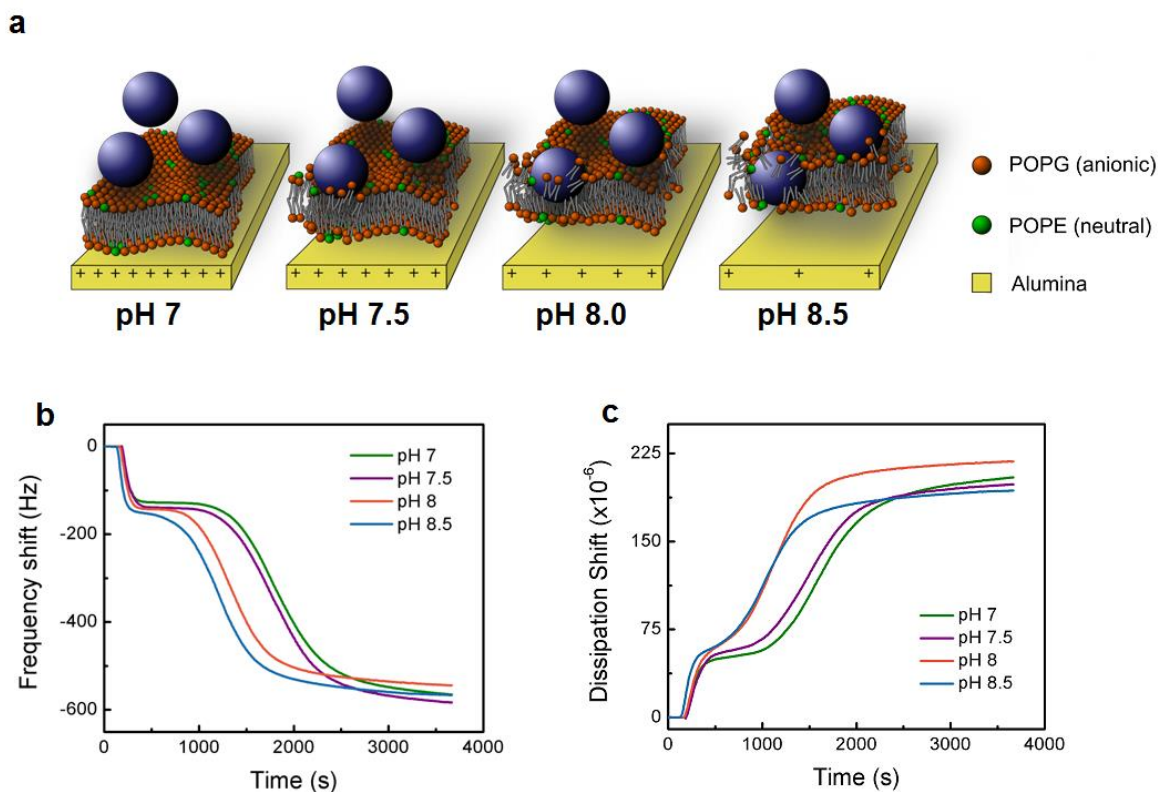 a
+ + + + + + + + +
+ + + + + + +
+ + + + +
+ + +
pH 7
pH 7.5
pH 8.0
pH 8.5
POPG (anionic)
POPE (neutral)
Alumina
b
Frequency shift (Hz)
0
-200
-400
-600
pH 7
pH 7.5
pH 8
pH 8.5
0 1000 2000 3000 4000
Time (s)
c
Dissipation Shift (x10⁻⁶)
225
150
75
0
pH 7
pH 7.5
pH 8
pH 8.5
0 1000 2000 3000 4000
Time (s)